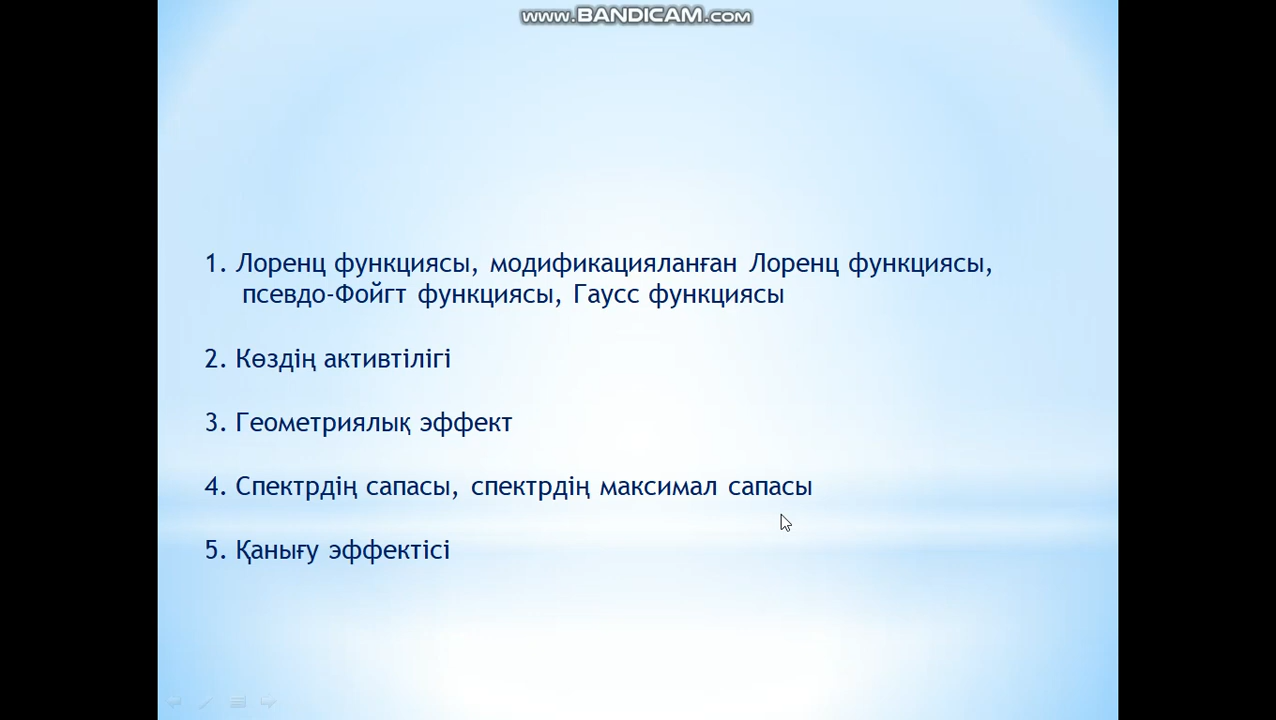 www.BANDICAM.com
1. Лоренц функциясы, модификацияланған Лоренц функциясы,
псевдо-Фойгт функциясы, Гаусс функциясы
2. Көздің активтілігі
3. Геометриялық эффект
4. Спектрдің сапасы, спектрдің максимал сапасы
5. Қанығу эффектісі